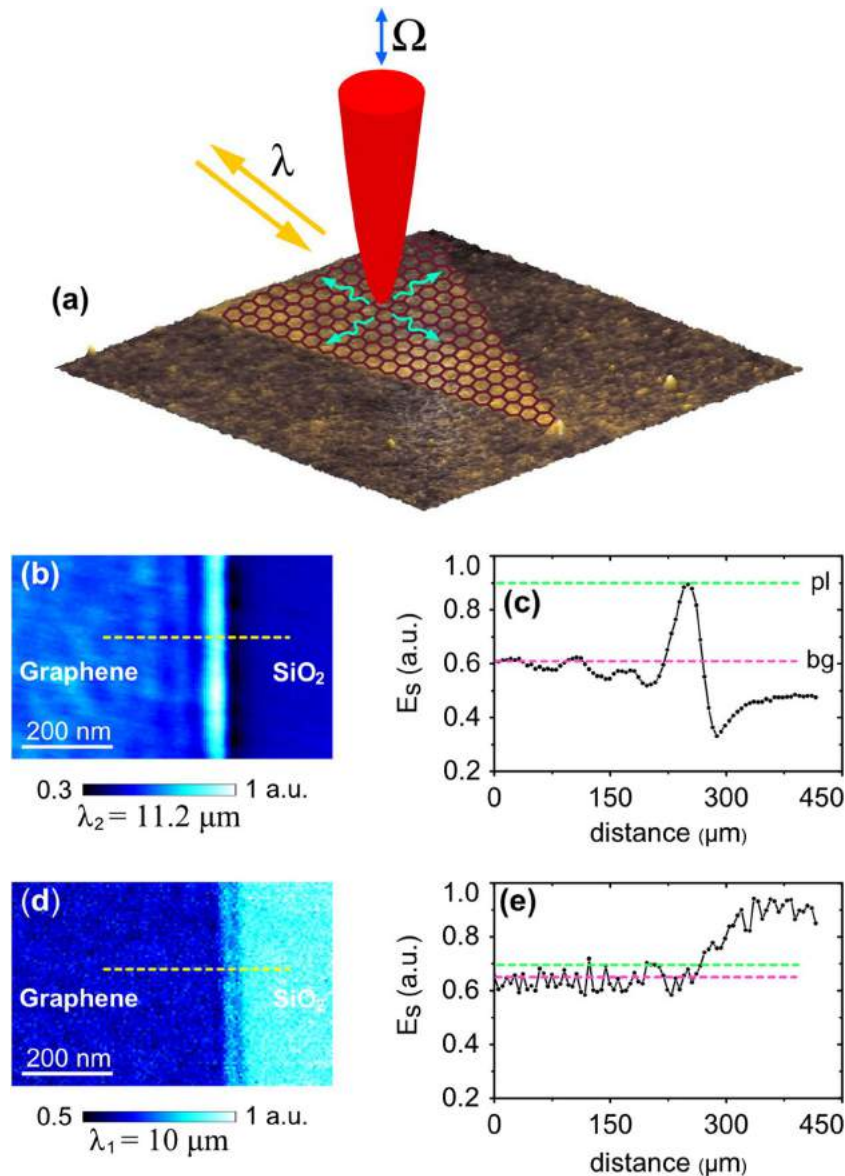 Ω
λ
(a)
(b)
Graphene
SiO₂
200 nm
0.3
1 a.u.
λ₂ = 11.2 μm
(c)
pl
bg
1.0
0.8
0.6
0.4
0.2
E_S (a.u.)
0
150
300
450
distance (μm)
(d)
Graphene
SiO₂
200 nm
0.5
1 a.u.
λ₁ = 10 μm
(e)
1.0
0.8
0.6
0.4
0.2
E_S (a.u.)
0
150
300
450
distance (μm)